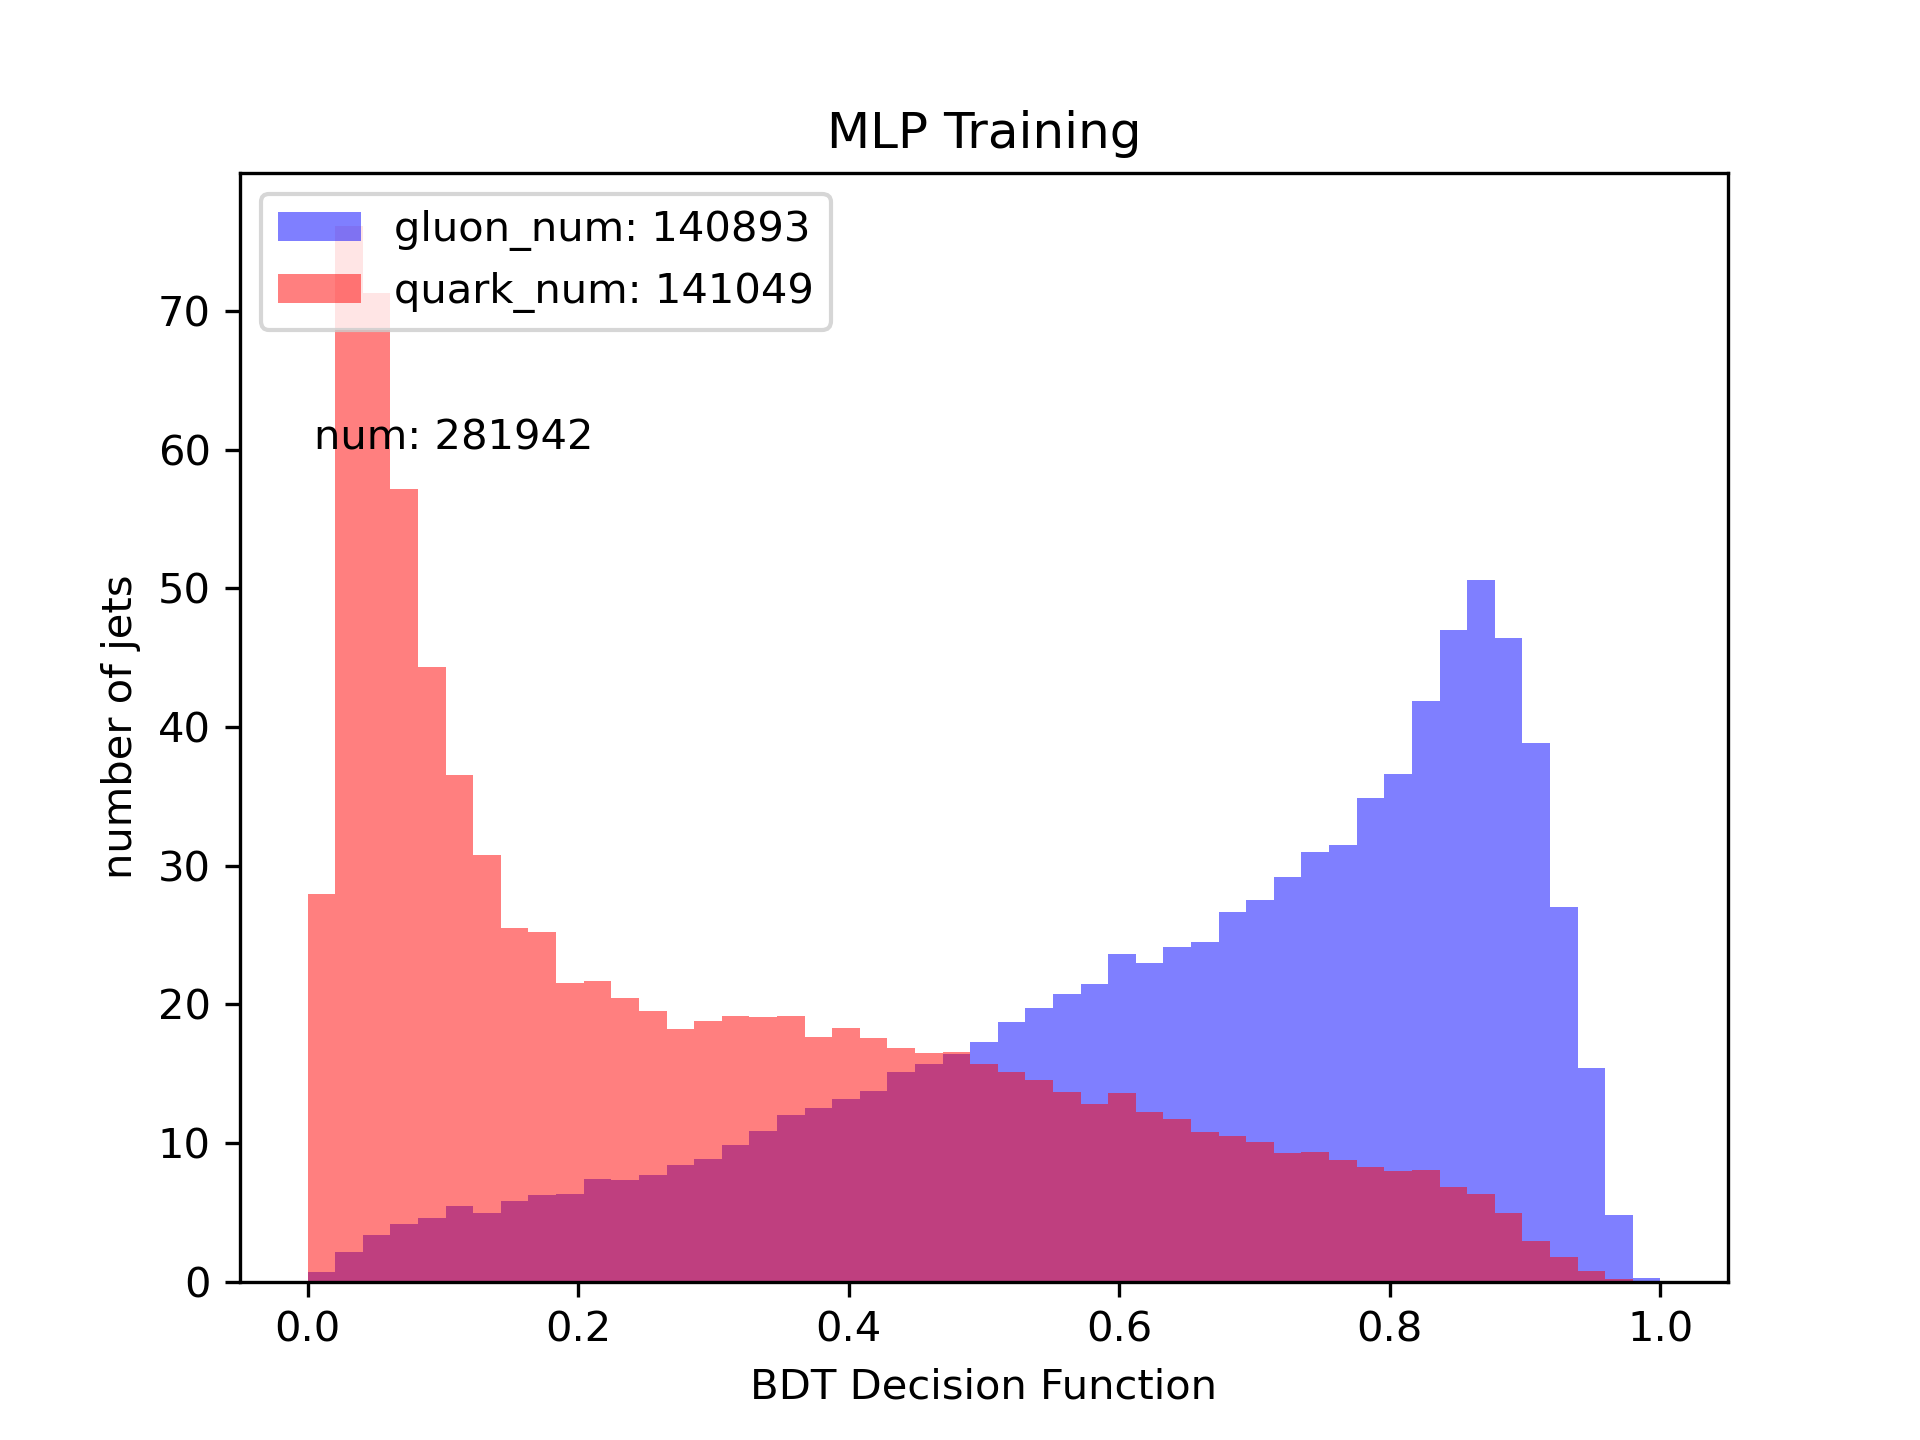 MLP Training
gluon_num: 140893
quark_num: 141049
num: 281942
number of jets
70
60
50
40
30
20
10
0
0.0 0.2 0.4 0.6 0.8 1.0
BDT Decision Function